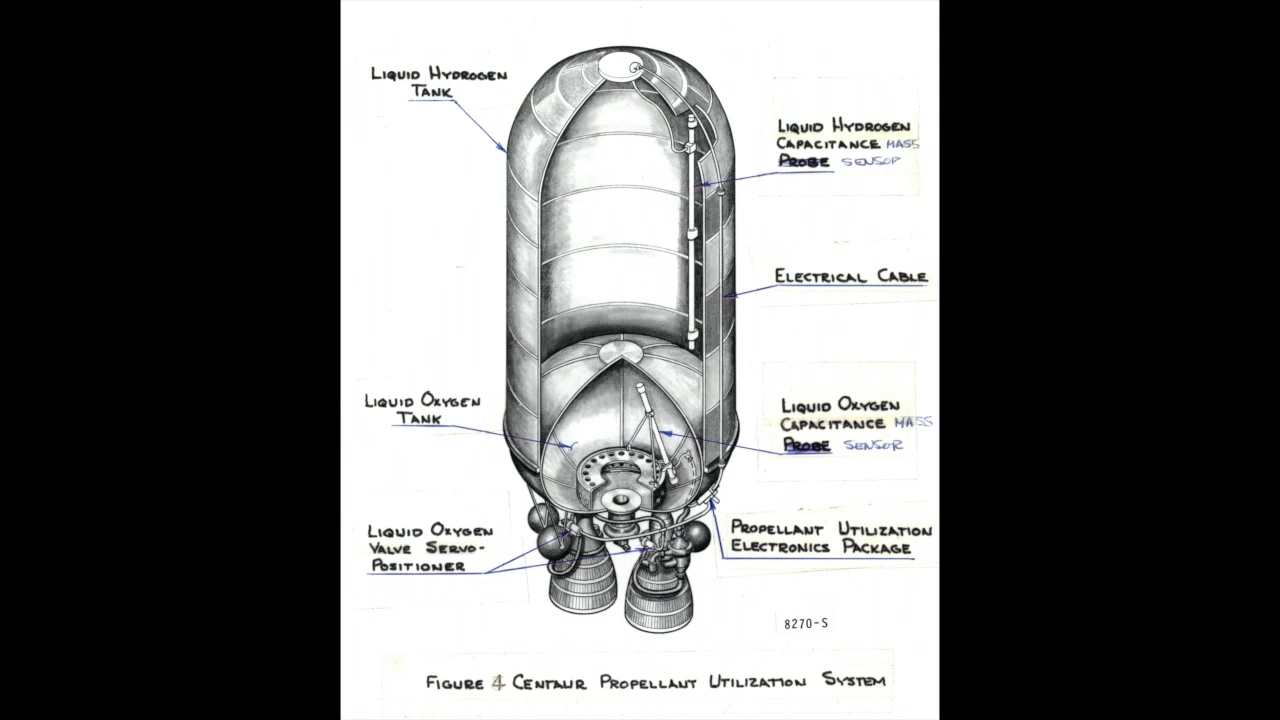 LIQUID HYDROGEN
TANK
LIQUID HYDROGEN
CAPACITANCE MASS
PROBE SENSOR
ELECTRICAL CABLE
LIQUID OXYGEN
TANK
LIQUID OXYGEN
CAPACITANCE MASS
PROBE SENSOR
LIQUID OXYGEN
VALVE SERVO-
POSITIONER
PROPELLANT UTILIZATION
ELECTRONICS PACKAGE
8270-S
FIGURE 4 CENTAUR PROPELLANT UTILIZATION SYSTEM